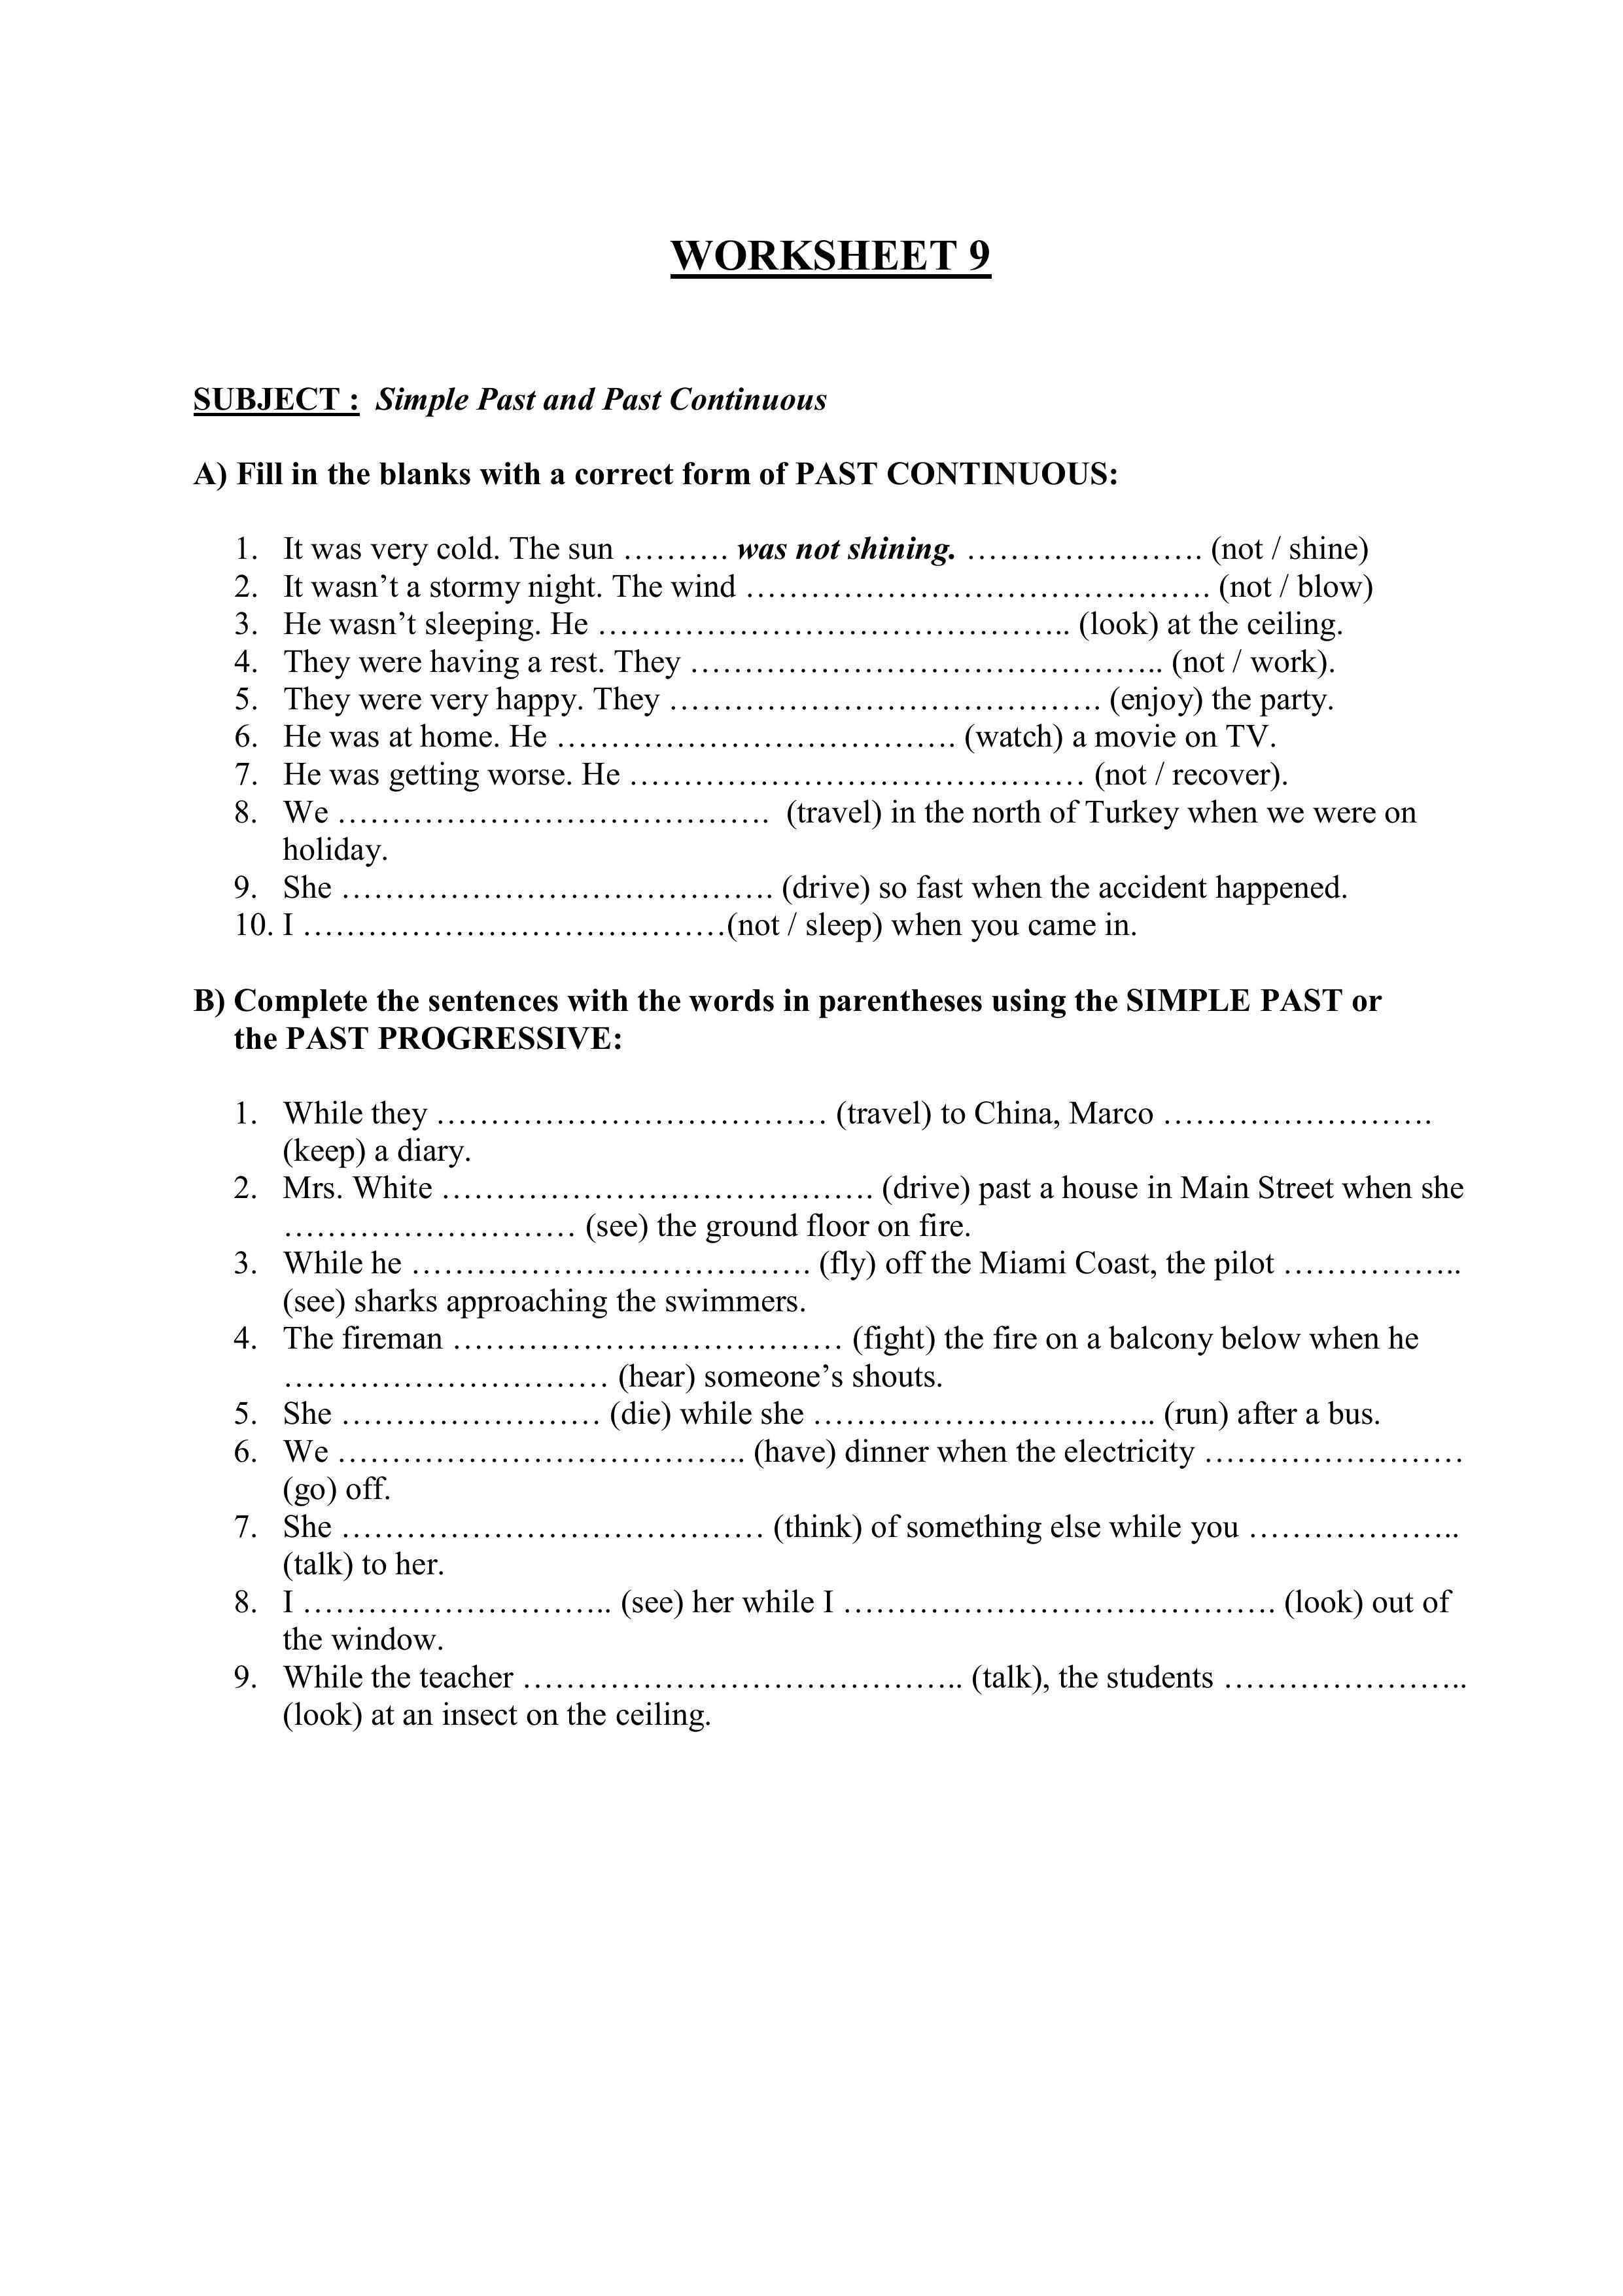 WORKSHEET 9
SUBJECT : Simple Past and Past Continuous
A) Fill in the blanks with a correct form of PAST CONTINUOUS:
1. It was very cold. The sun ………. was not shining. …………………. (not / shine)
2. It wasn’t a stormy night. The wind ……………………………………. (not / blow)
3. He wasn’t sleeping. He …………………………………….. (look) at the ceiling.
4. They were having a rest. They …………………………………….. (not / work).
5. They were very happy. They …………………………………. (enjoy) the party.
6. He was at home. He ………………………………. (watch) a movie on TV.
7. He was getting worse. He …………………………………… (not / recover).
8. We …………………………………. (travel) in the north of Turkey when we were on
holiday.
9. She …………………………………. (drive) so fast when the accident happened.
10. I …………………………………(not / sleep) when you came in.
B) Complete the sentences with the words in parentheses using the SIMPLE PAST or
the PAST PROGRESSIVE:
1. While they ……………………………… (travel) to China, Marco …………………….
(keep) a diary.
2. Mrs. White …………………………………. (drive) past a house in Main Street when she
……………………… (see) the ground floor on fire.
3. While he ………………………………. (fly) off the Miami Coast, the pilot ……………..
(see) sharks approaching the swimmers.
4. The fireman ……………………………… (fight) the fire on a balcony below when he
………………………… (hear) someone’s shouts.
5. She …………………… (die) while she ………………………….. (run) after a bus.
6. We ……………………………….. (have) dinner when the electricity ……………………
(go) off.
7. She ………………………………… (think) of something else while you ………………..
(talk) to her.
8. I ……………………….. (see) her while I …………………………………. (look) out of
the window.
9. While the teacher ………………………………….. (talk), the students …………………..
(look) at an insect on the ceiling.